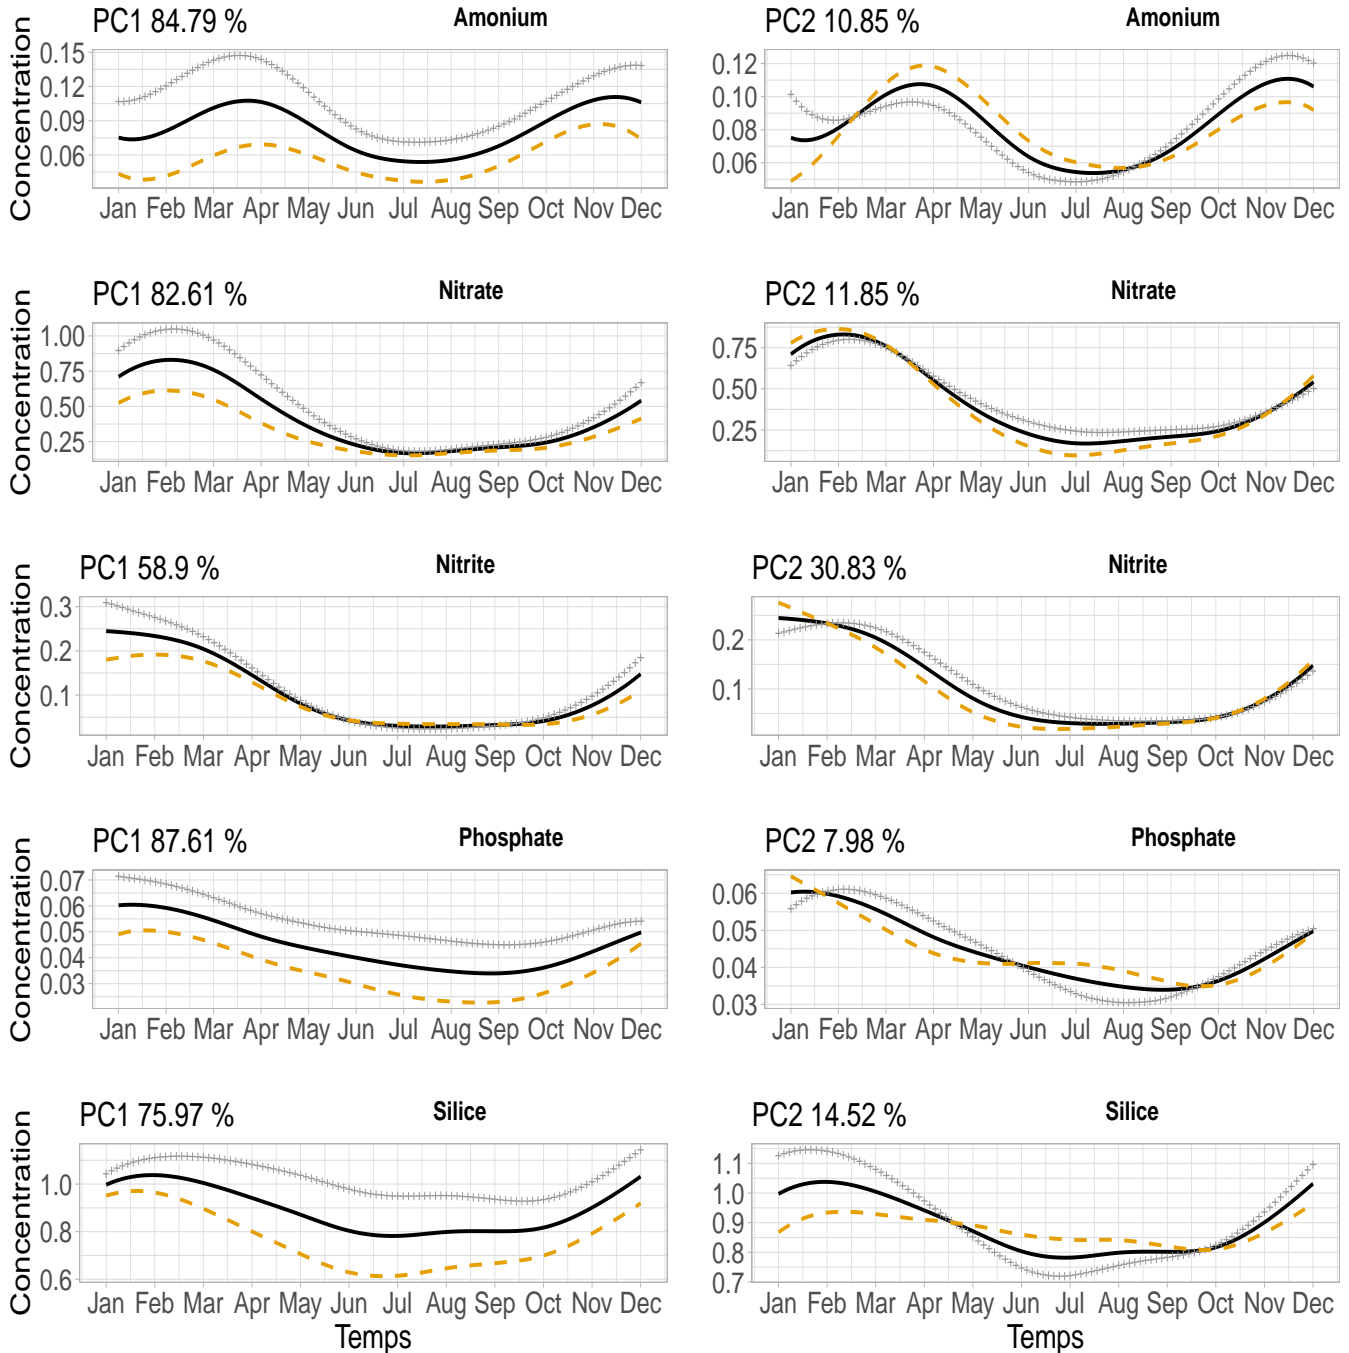 PC1 84.79 % Amonium
PC2 10.85 % Amonium
Concentration
0.15
0.12
0.09
0.06
Jan Feb Mar Apr May Jun Jul Aug Sep Oct Nov Dec
0.12
0.10
0.08
0.06
Jan Feb Mar Apr May Jun Jul Aug Sep Oct Nov Dec
PC1 82.61 % Nitrate
PC2 11.85 % Nitrate
Concentration
1.00
0.75
0.50
0.25
Jan Feb Mar Apr May Jun Jul Aug Sep Oct Nov Dec
0.75
0.50
0.25
Jan Feb Mar Apr May Jun Jul Aug Sep Oct Nov Dec
PC1 58.9 % Nitrite
PC2 30.83 % Nitrite
Concentration
0.3
0.2
0.1
Jan Feb Mar Apr May Jun Jul Aug Sep Oct Nov Dec
0.2
0.1
Jan Feb Mar Apr May Jun Jul Aug Sep Oct Nov Dec
PC1 87.61 % Phosphate
PC2 7.98 % Phosphate
Concentration
0.07
0.06
0.05
0.04
0.03
Jan Feb Mar Apr May Jun Jul Aug Sep Oct Nov Dec
0.06
0.05
0.04
0.03
Jan Feb Mar Apr May Jun Jul Aug Sep Oct Nov Dec
PC1 75.97 % Silice
PC2 14.52 % Silice
Concentration
1.0
0.8
0.6
Jan Feb Mar Apr May Jun Jul Aug Sep Oct Nov Dec
Temps
1.1
1.0
0.9
0.8
0.7
Jan Feb Mar Apr May Jun Jul Aug Sep Oct Nov Dec
Temps